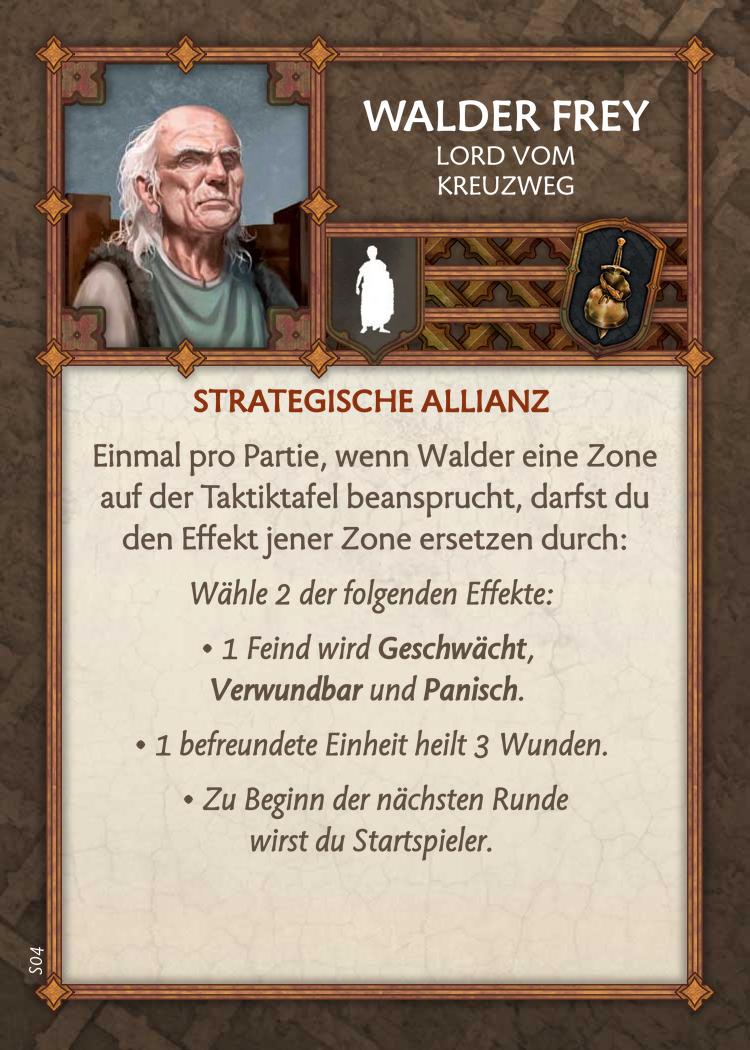 WALDER FREY
LORD VOM
KREUZWEG
STRATEGISCHE ALLIANZ
Einmal pro Partie, wenn Walder eine Zone
auf der Taktiktafel beansprucht, darfst du
den Effekt jener Zone ersetzen durch:
Wähle 2 der folgenden Effekte:
• 1 Feind wird Geschwächt,
Verwundbar und Panisch.
• 1 befreundete Einheit heilt 3 Wunden.
• Zu Beginn der nächsten Runde
wirst du Startspieler.
S04